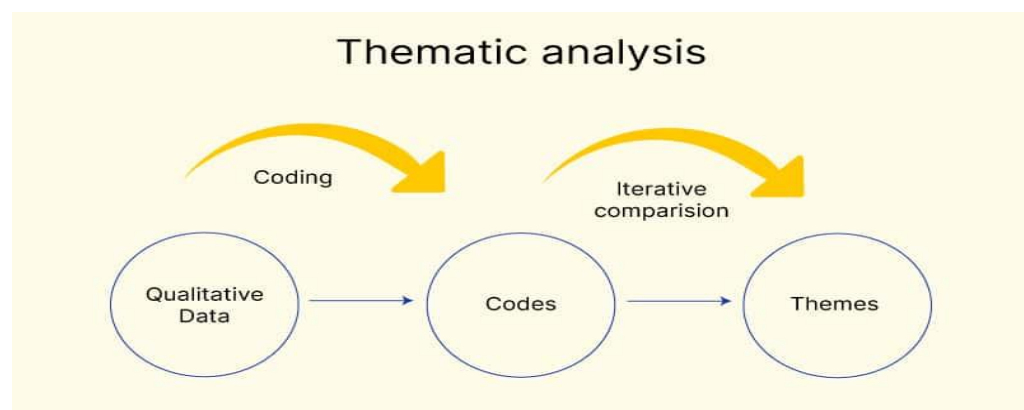 Thematic analysis
Coding
Iterative
comparision
Qualitative
Data
Codes
Themes